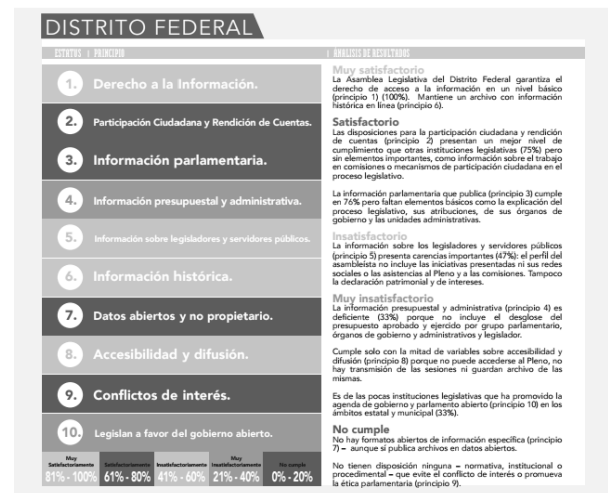 DISTRITO FEDERAL
ESTATUS | PRINCIPIO
1. Derecho a la Información.
2. Participación Ciudadana y Rendición de Cuentas.
3. Información parlamentaria.
4. Información presupuestal y administrativa.
5. Información sobre legisladores y servidores públicos.
6. Información histórica.
7. Datos abiertos y no propietario.
8. Accesibilidad y difusión.
9. Conflictos de interés.
10. Legislan a favor del gobierno abierto.
Muy Satisfactoriamente 81% - 100%
Satisfactoriamente 61% - 80%
Insatisfactoriamente 41% - 60%
Muy Insatisfactoriamente 21% - 40%
No cumple 0% - 20%
ANÁLISIS DE RESULTADOS
Muy satisfactorio
La Asamblea Legislativa del Distrito Federal garantiza el
derecho de acceso a la información en un nivel básico
(principio 1) (100%). Mantiene un archivo con información
histórica en línea (principio 6).
Satisfactorio
Las disposiciones para la participación ciudadana y rendición
de cuentas (principio 2) presentan un mejor nivel de
cumplimiento que otras instituciones legislativas (75%) pero
sin elementos importantes, como información sobre el trabajo
en comisiones o mecanismos de participación ciudadana en el
proceso legislativo.
La información parlamentaria que publica (principio 3) cumple
en 76% pero faltan elementos básicos como la explicación del
proceso legislativo, sus atribuciones, de sus órganos de
gobierno y las unidades administrativas.
Insatisfactorio
La información sobre los legisladores y servidores públicos
(principio 5) presenta carencias importantes (47%): el perfil del
asambleísta no incluye las iniciativas presentadas ni sus redes
sociales o las asistencias al Pleno y a las comisiones. Tampoco
la declaración patrimonial y de intereses.
Muy insatisfactorio
La información presupuestal y administrativa (principio 4) es
deficiente (33%) porque no incluye el desglose del
presupuesto aprobado y ejercido por grupo parlamentario,
órganos de gobierno y administrativos y legislador.
Cumple solo con la mitad de variables sobre accesibilidad y
difusión (principio 8) porque no puede accederse al Pleno, no
hay transmisión de las sesiones ni guardan archivo de las
mismas.
Es de las pocas instituciones legislativas que ha promovido la
agenda de gobierno y parlamento abierto (principio 10) en los
ámbitos estatal y municipal (33%).
No cumple
No hay formatos abiertos de información específica (principio
7) – aunque sí publica archivos en datos abiertos.
No tienen disposición ninguna – normativa, institucional o
procedimental – que evite el conflicto de interés o promueva
la ética parlamentaria (principio 9).